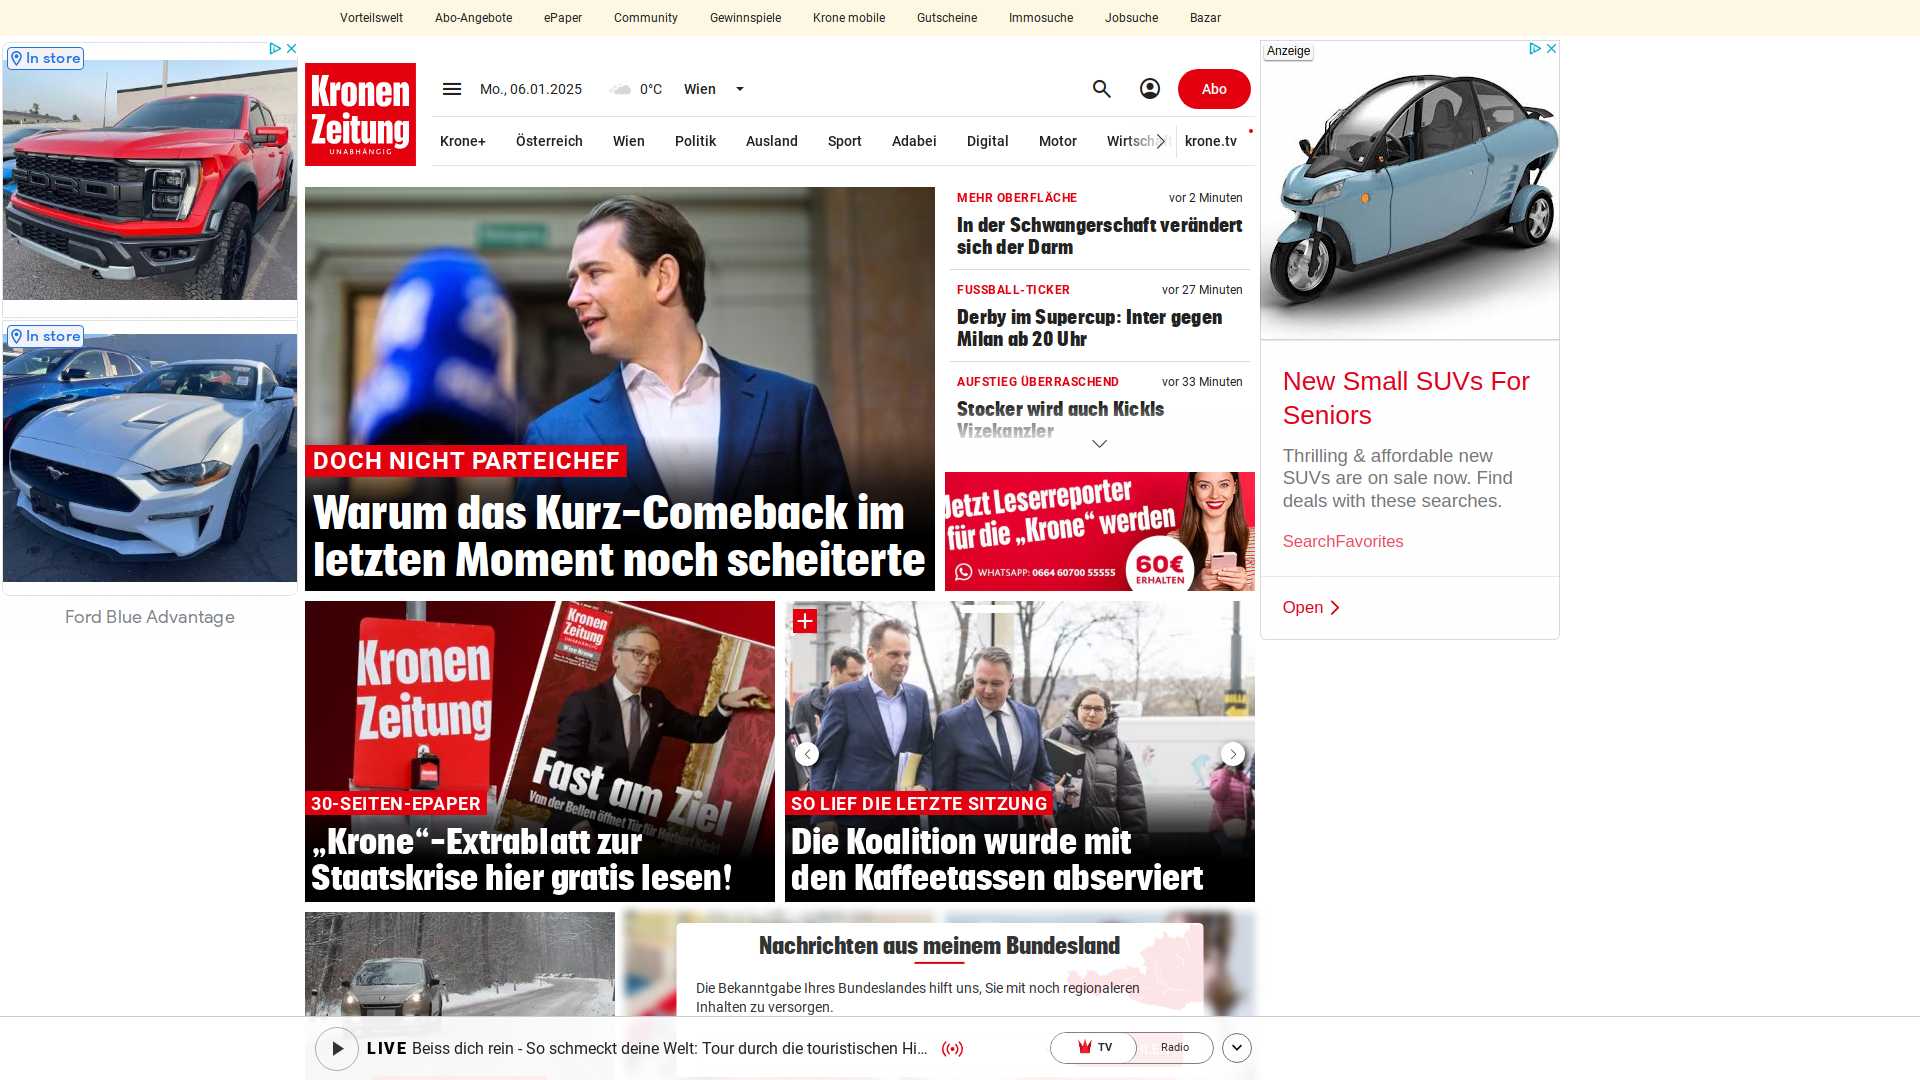 Vorteilswelt
Abo-Angebote
ePaper
Community
Gewinnspiele
Krone mobile
Gutscheine
Immosuche
Jobsuche
Bazar
In store
In store
Ford Blue Advantage
Kronen
Zeitung
UNABHÄNGIG
Mo., 06.01.2025
0°C
Wien
Abo
Krone+
Österreich
Wien
Politik
Ausland
Sport
Adabei
Digital
Motor
Wirtsch
krone.tv
DOCH NICHT PARTEICHEF
Warum das Kurz-Comeback im
letzten Moment noch scheiterte
MEHR OBERFLÄCHE
vor 2 Minuten
In der Schwangerschaft verändert
sich der Darm
FUSSBALL-TICKER
vor 27 Minuten
Derby im Supercup: Inter gegen
Milan ab 20 Uhr
AUFSTIEG ÜBERRASCHEND
vor 33 Minuten
Stocker wird auch Kickls
Vizekanzler
Jetzt Leserreporter
für die „Krone“ werden
WHATSAPP: 0664 60700 55555
60€
ERHALTEN
Kronen
Zeitung
Kronen
Zeitung
Fast am Ziel
Van der Bellen öffnet Tür für Herbert Kickl
30-SEITEN-EPAPER
„Krone“-Extrablatt zur
Staatskrise hier gratis lesen!
SO LIEF DIE LETZTE SITZUNG
Die Koalition wurde mit
den Kaffeetassen abserviert
Nachrichten aus meinem Bundesland
Die Bekanntgabe Ihres Bundeslandes hilft uns, Sie mit noch regionaleren
Inhalten zu versorgen.
LIVE Beiss dich rein - So schmeckt deine Welt: Tour durch die touristischen Hi...
TV
Radio
Anzeige
New Small SUVs For
Seniors
Thrilling & affordable new
SUVs are on sale now. Find
deals with these searches.
SearchFavorites
Open